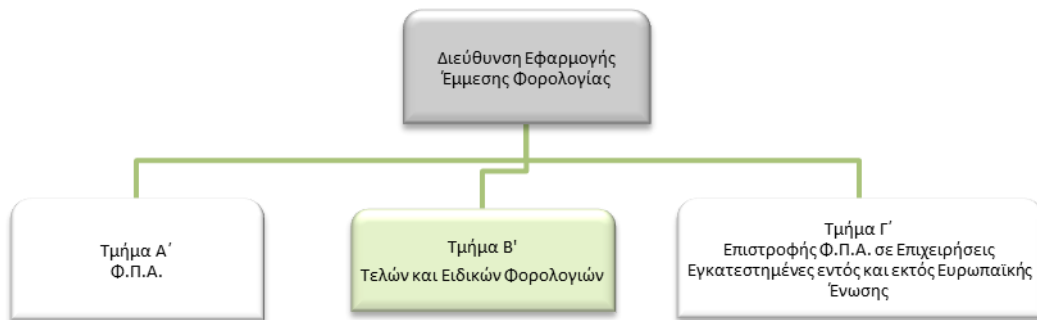 Διεύθυνση Εφαρμογής
Έμμεσης Φορολογίας
Τμήμα Α΄
Φ.Π.Α.
Τμήμα Β'
Τελών και Ειδικών Φορολογιών
Τμήμα Γ΄
Επιστροφής Φ.Π.Α. σε Επιχειρήσεις
Εγκατεστημένες εντός και εκτός Ευρωπαϊκής
Ένωσης